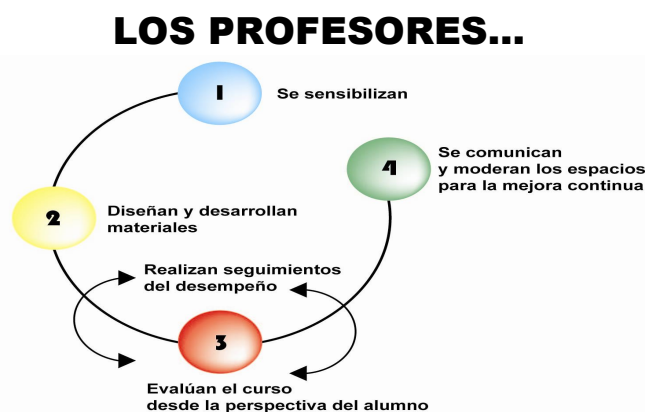 LOS PROFESORES...
1
Se sensibilizan
2
Diseñan y desarrollan
materiales
Realizan seguimientos
del desempeño
3
Evalúan el curso
desde la perspectiva del alumno
4
Se comunican
y moderan los espacios
para la mejora continua